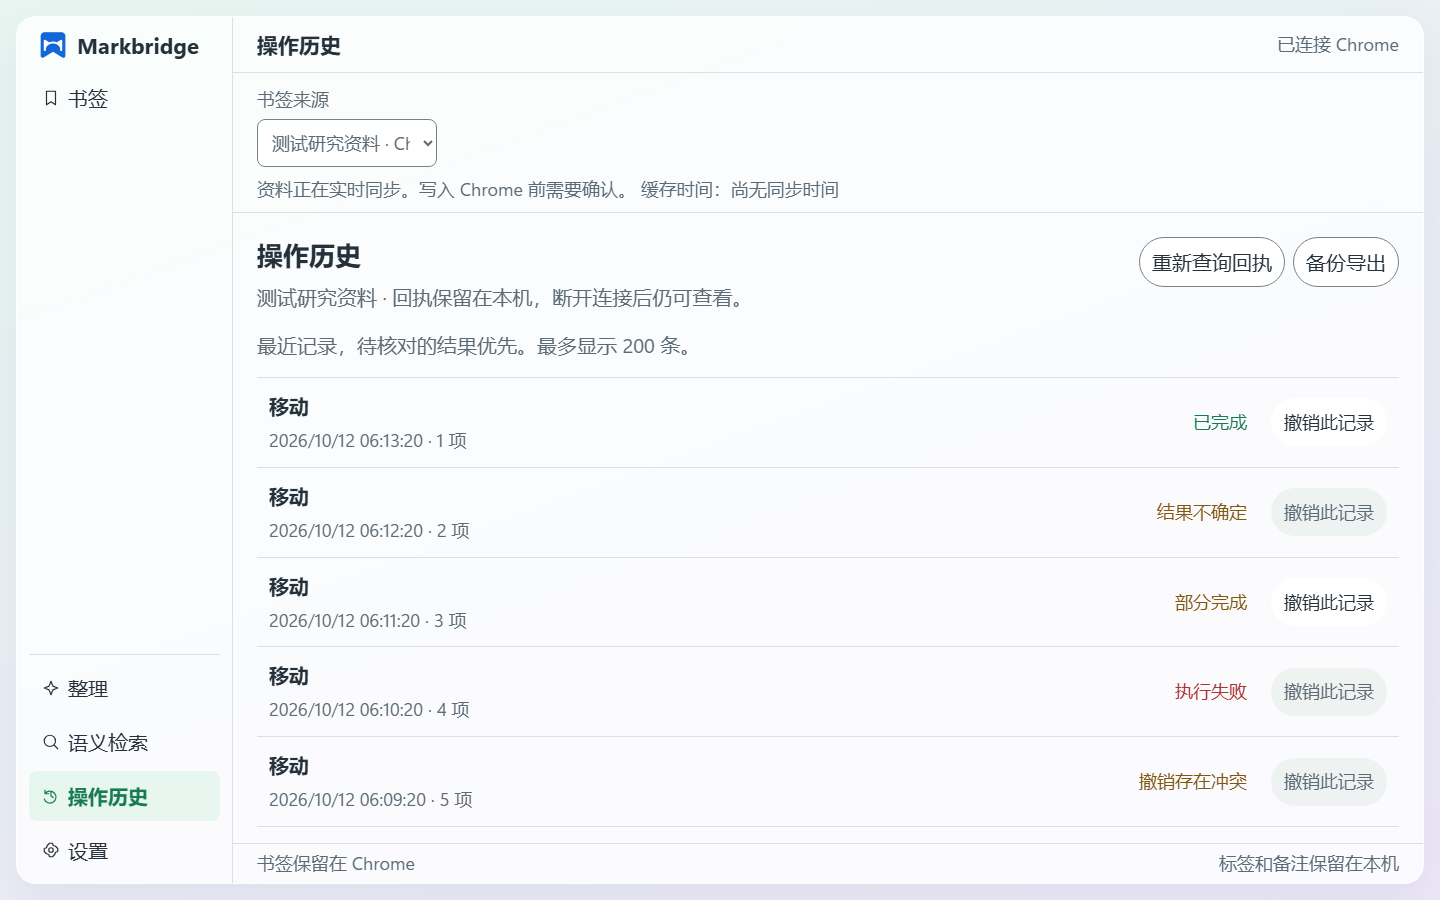 Markbridge
书签
整理
语义检索
操作历史
设置
操作历史
已连接 Chrome
书签来源
测试研究资料 · Ch
资料正在实时同步。写入 Chrome 前需要确认。 缓存时间：尚无同步时间
操作历史
重新查询回执
备份导出
测试研究资料 · 回执保留在本机，断开连接后仍可查看。
最近记录，待核对的结果优先。最多显示 200 条。
移动
2026/10/12 06:13:20 · 1 项
已完成
撤销此记录
移动
2026/10/12 06:12:20 · 2 项
结果不确定
撤销此记录
移动
2026/10/12 06:11:20 · 3 项
部分完成
撤销此记录
移动
2026/10/12 06:10:20 · 4 项
执行失败
撤销此记录
移动
2026/10/12 06:09:20 · 5 项
撤销存在冲突
撤销此记录
书签保留在 Chrome
标签和备注保留在本机